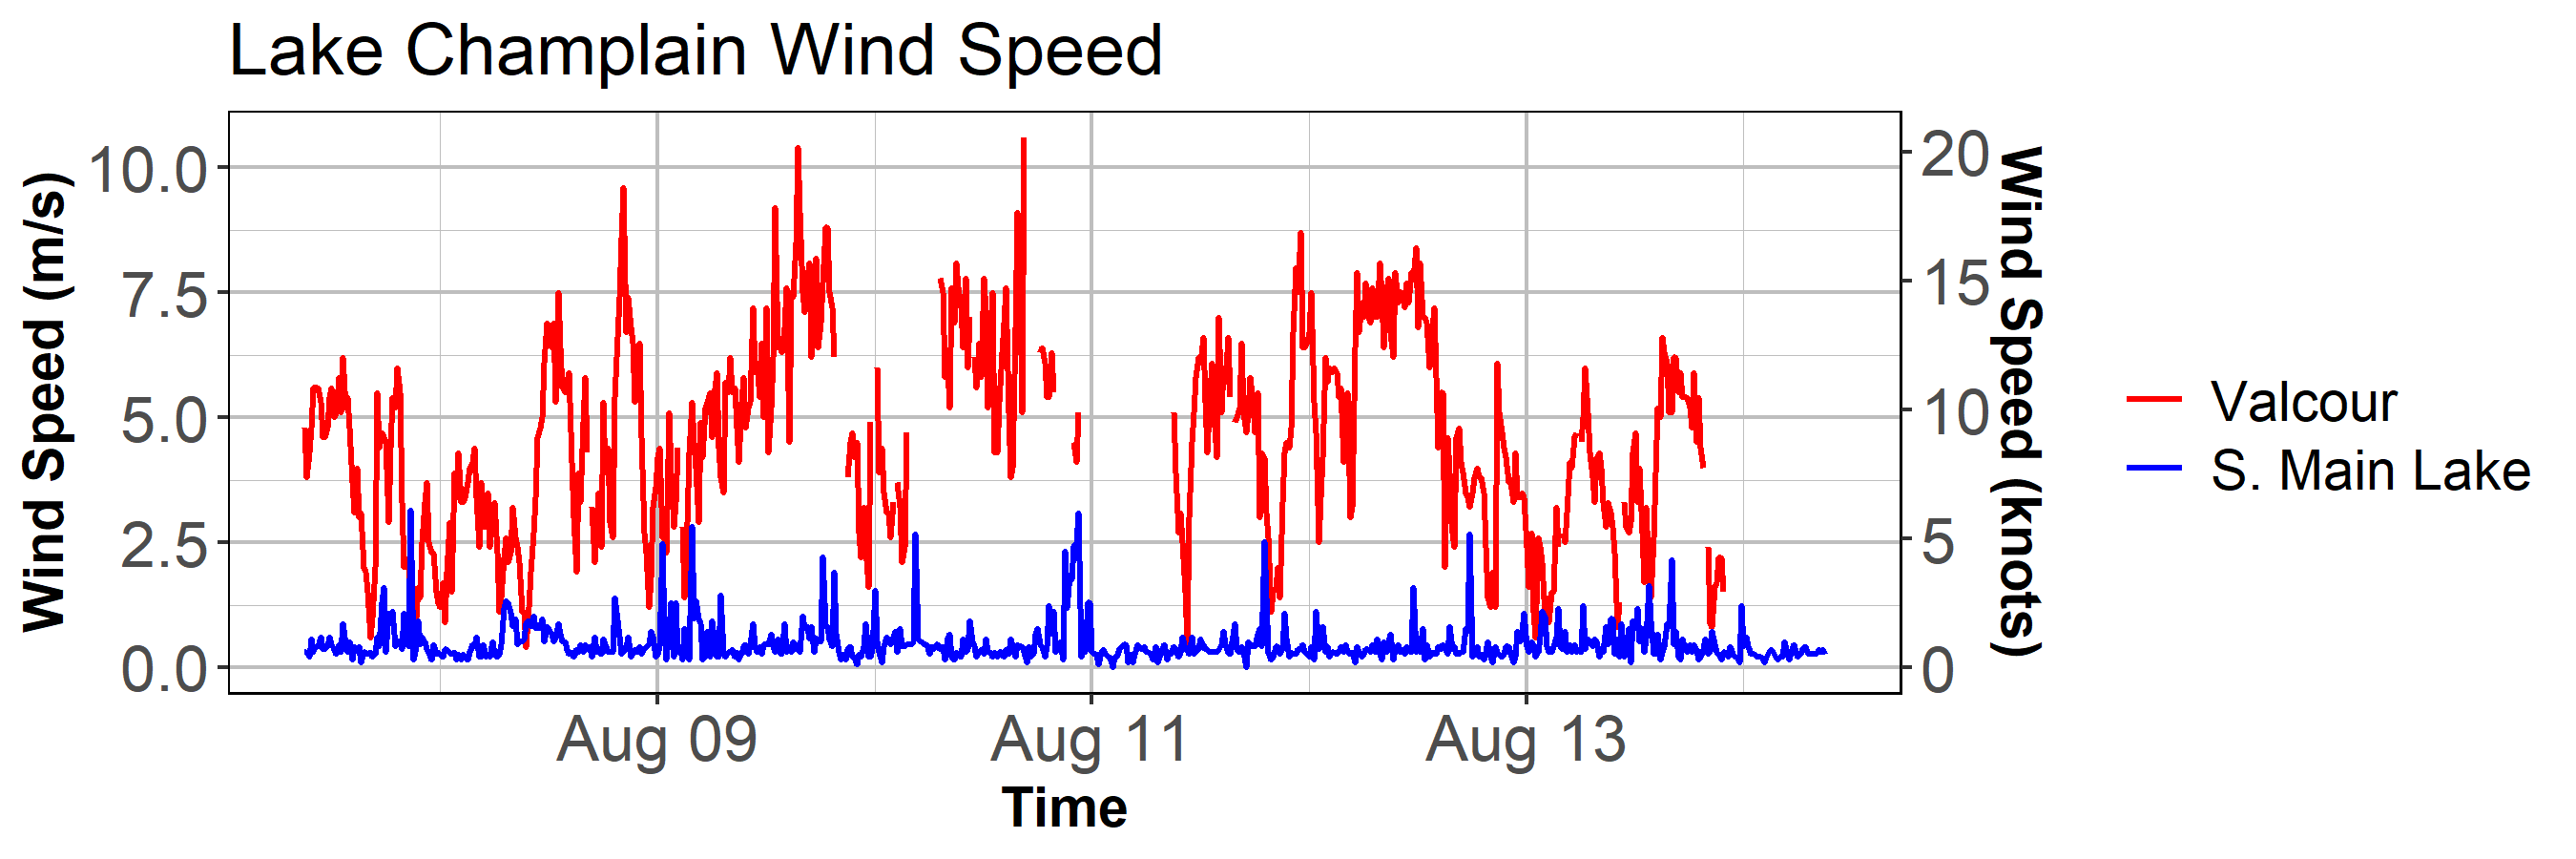 Lake Champlain Wind Speed
Wind Speed (m/s)
10.0
7.5
5.0
2.5
0.0
20
15
10
5
0
Wind Speed (knots)
Aug 09
Aug 11
Aug 13
Time
Valcour
S. Main Lake